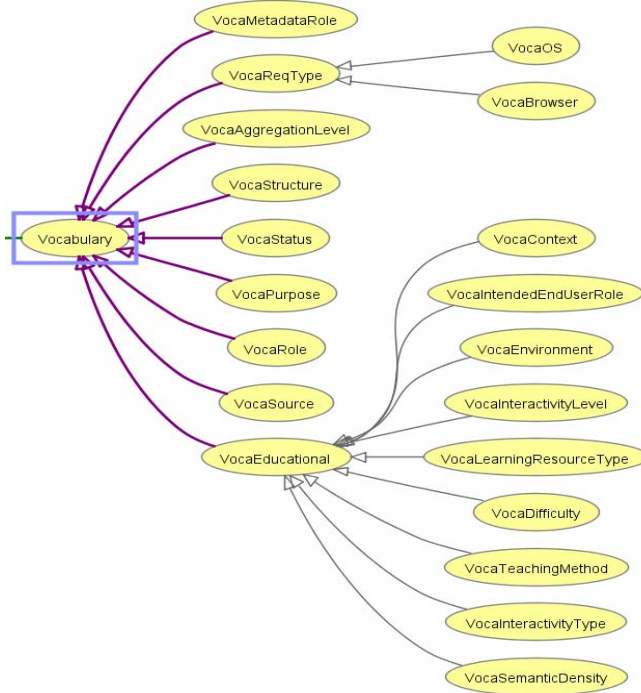 VocaMetadataRole
VocaOS
VocaReqType
VocaBrowser
VocaAggregationLevel
VocaStructure
Vocabulary
VocaStatus
VocaContext
VocaPurpose
VocaIntendedEndUserRole
VocaRole
VocaEnvironment
VocaSource
VocaInteractivityLevel
VocaEducational
VocaLearningResourceType
VocaDifficulty
VocaTeachingMethod
VocaInteractivityType
VocaSemanticDensity